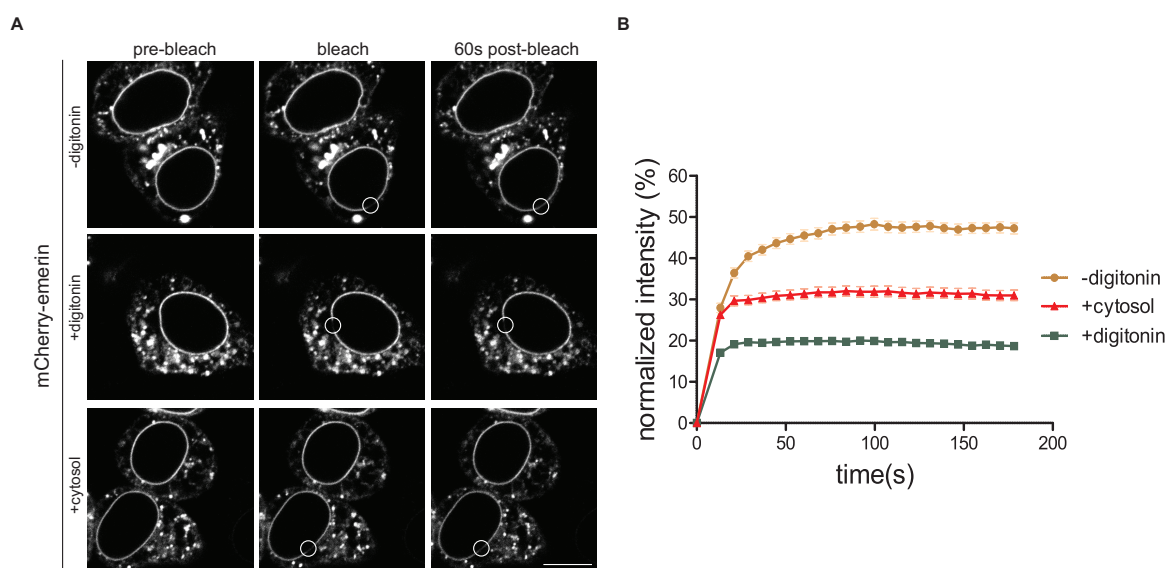 A
pre-bleach
bleach
60s post-bleach
mCherry-emerin
-digitonin
+digitonin
+cytosol
B
normalized intensity (%)
60
50
40
30
20
10
0
0
50
100
150
200
time(s)
-digitonin
+cytosol
+digitonin